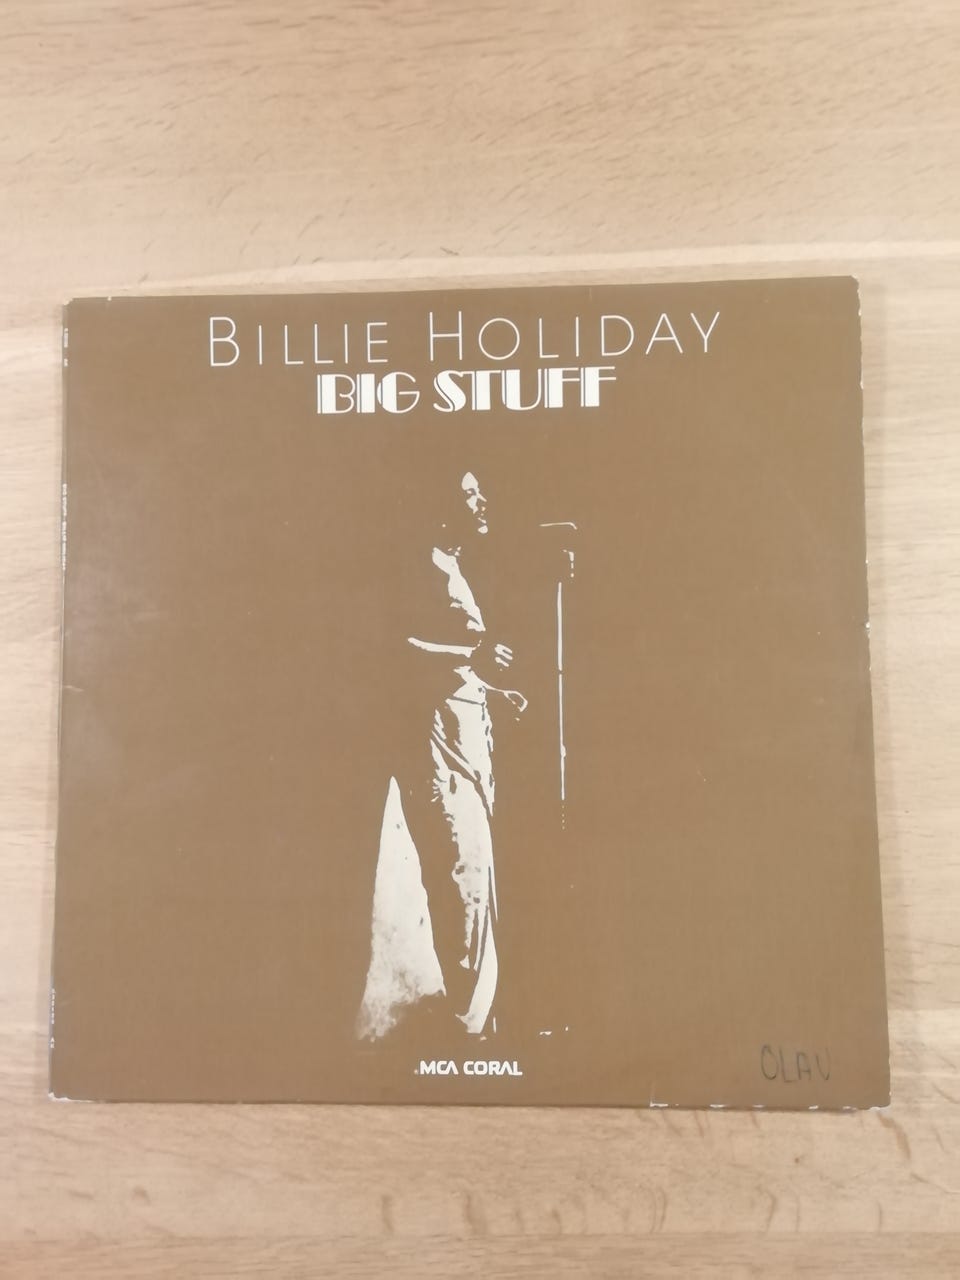 BILLIE HOLIDAY
BIG STUFF
MCA CORAL
OLAV